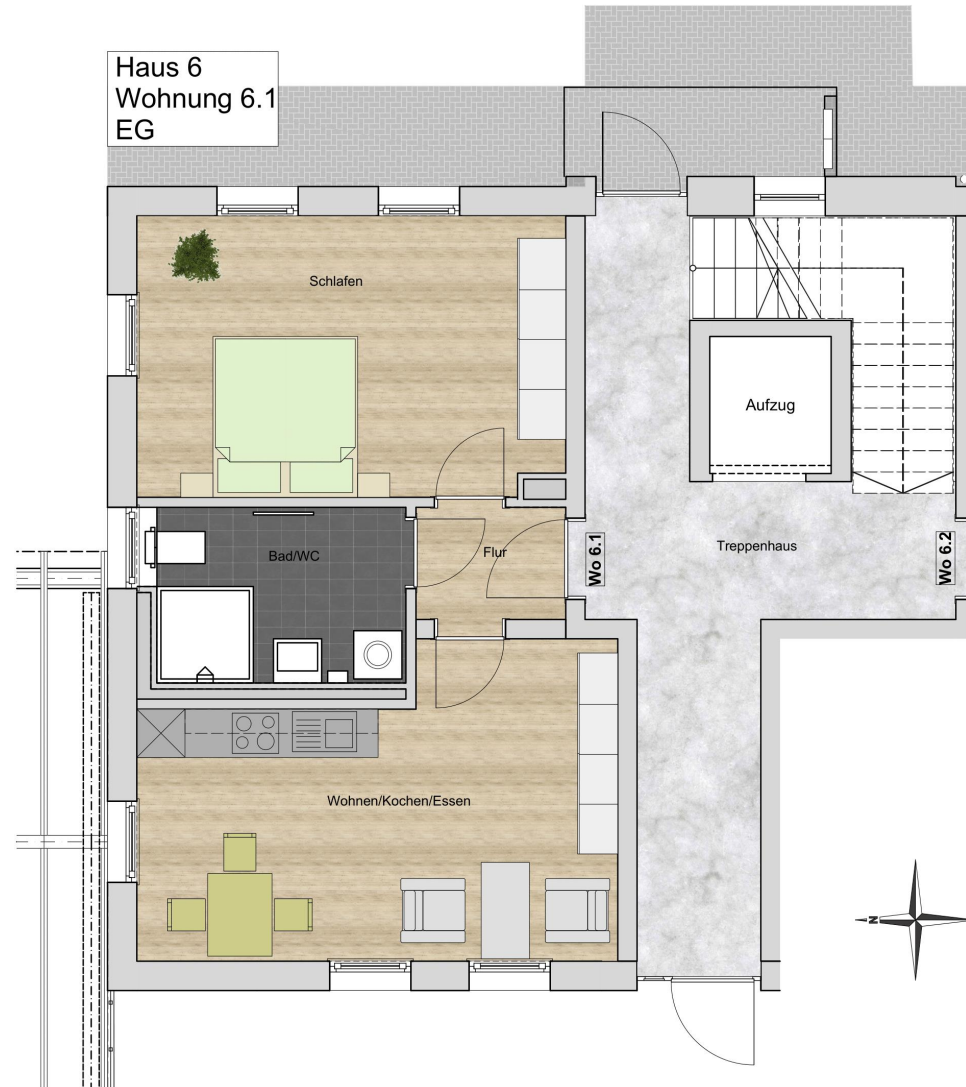 Haus 6
Wohnung 6.1
EG
Schlafen
Aufzug
Bad/WC
Flur
Wo 6.1
Treppenhaus
Wo 6.2
Wohnen/Kochen/Essen
N